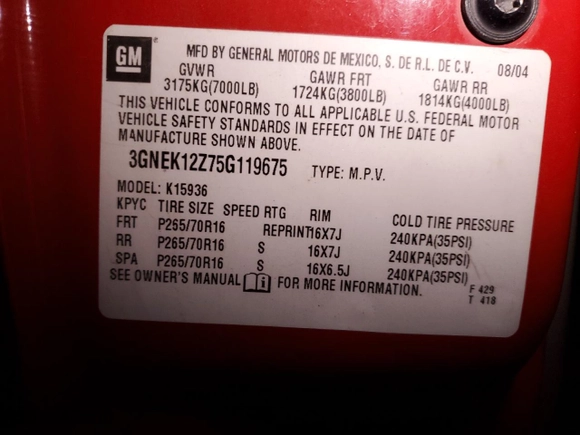 GM
MFD BY GENERAL MOTORS DE MEXICO, S. DE R.L. DE C.V. 08/04
GVWR GAWR FRT GAWR RR
3175KG(7000LB) 1724KG(3800LB) 1814KG(4000LB)
THIS VEHICLE CONFORMS TO ALL APPLICABLE U.S. FEDERAL MOTOR
VEHICLE SAFETY STANDARDS IN EFFECT ON THE DATE OF
MANUFACTURE SHOWN ABOVE.
3GNEK12Z75G119675 TYPE: M.P.V.
MODEL: K15936
KPYC TIRE SIZE SPEED RTG RIM COLD TIRE PRESSURE
FRT P265/70R16 REPRINT 16X7J 240KPA(35PSI)
RR P265/70R16 S 16X7J 240KPA(35PSI)
SPA P265/70R16 S 16X6.5J 240KPA(35PSI)
SEE OWNER'S MANUAL FOR MORE INFORMATION.
F 429
T 418